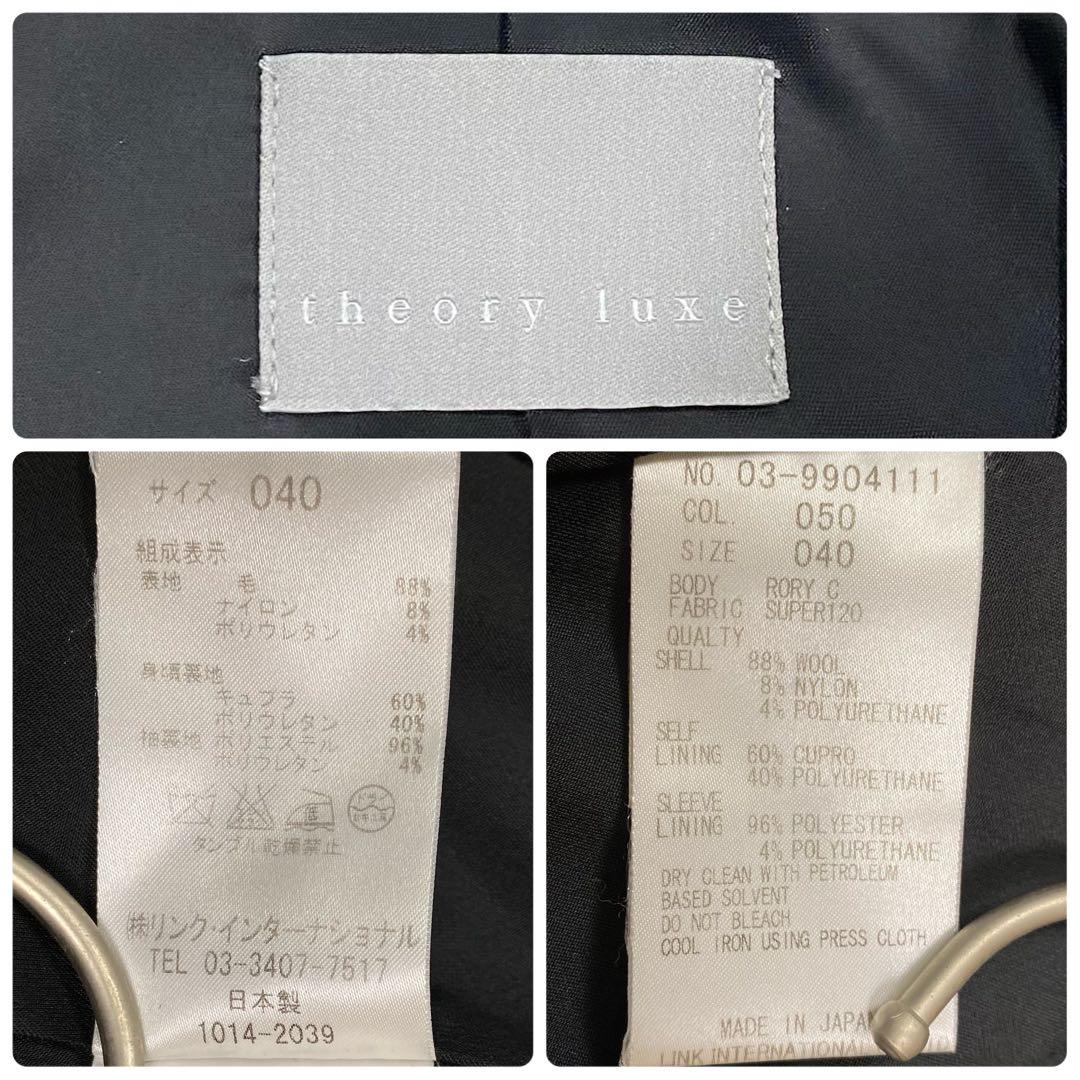 theory luxe
サイズ 040
組成表示
表地 毛 88%
ナイロン 8%
ポリウレタン 4%
身頃裏地
キュプラ 60%
ポリウレタン 40%
袖裏地 ポリエステル 96%
ポリウレタン 4%
タンブル乾燥禁止
㈱リンク・インターナショナル
TEL 03-3407-7517
日本製
1014-2039
NO. 03-9904111
COL. 050
SIZE 040
BODY RORY C
FABRIC SUPER120
QUALTY
SHELL 88% WOOL
8% NYLON
4% POLYURETHANE
SELF
LINING 60% CUPRO
40% POLYURETHANE
SLEEVE
LINING 96% POLYESTER
4% POLYURETHANE
DRY CLEAN WITH PETROLEUM
BASED SOLVENT
DO NOT BLEACH
COOL IRON USING PRESS CLOTH
MADE IN JAPAN
LINK INTERNATIONAL